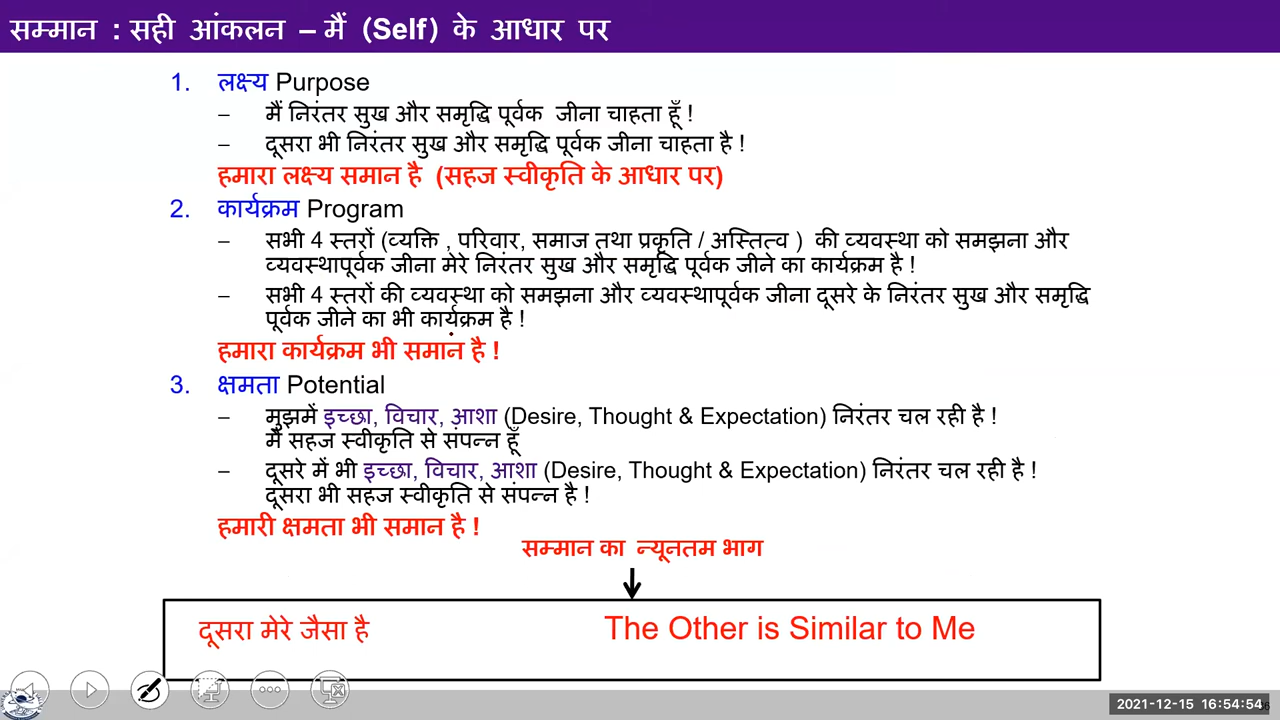 सम्मान : सही आंकलन – मैं (Self) के आधार पर
1. लक्ष्य Purpose
– मैं निरंतर सुख और समृद्धि पूर्वक जीना चाहता हूँ !
– दूसरा भी निरंतर सुख और समृद्धि पूर्वक जीना चाहता है !
हमारा लक्ष्य समान है (सहज स्वीकृति के आधार पर)
2. कार्यक्रम Program
– सभी 4 स्तरों (व्यक्ति , परिवार, समाज तथा प्रकृति / अस्तित्व ) की व्यवस्था को समझना और
व्यवस्थापूर्वक जीना मेरे निरंतर सुख और समृद्धि पूर्वक जीने का कार्यक्रम है !
– सभी 4 स्तरों की व्यवस्था को समझना और व्यवस्थापूर्वक जीना दूसरे के निरंतर सुख और समृद्धि
पूर्वक जीने का भी कार्यक्रम है !
हमारा कार्यक्रम भी समान है !
3. क्षमता Potential
– मुझमें इच्छा, विचार, आशा (Desire, Thought & Expectation) निरंतर चल रही है !
मैं सहज स्वीकृति से संपन्न हूँ
– दूसरे में भी इच्छा, विचार, आशा (Desire, Thought & Expectation) निरंतर चल रही है !
दूसरा भी सहज स्वीकृति से संपन्न है !
हमारी क्षमता भी समान है !
सम्मान का न्यूनतम भाग
दूसरा मेरे जैसा है The Other is Similar to Me
2021-12-15 16:54:54